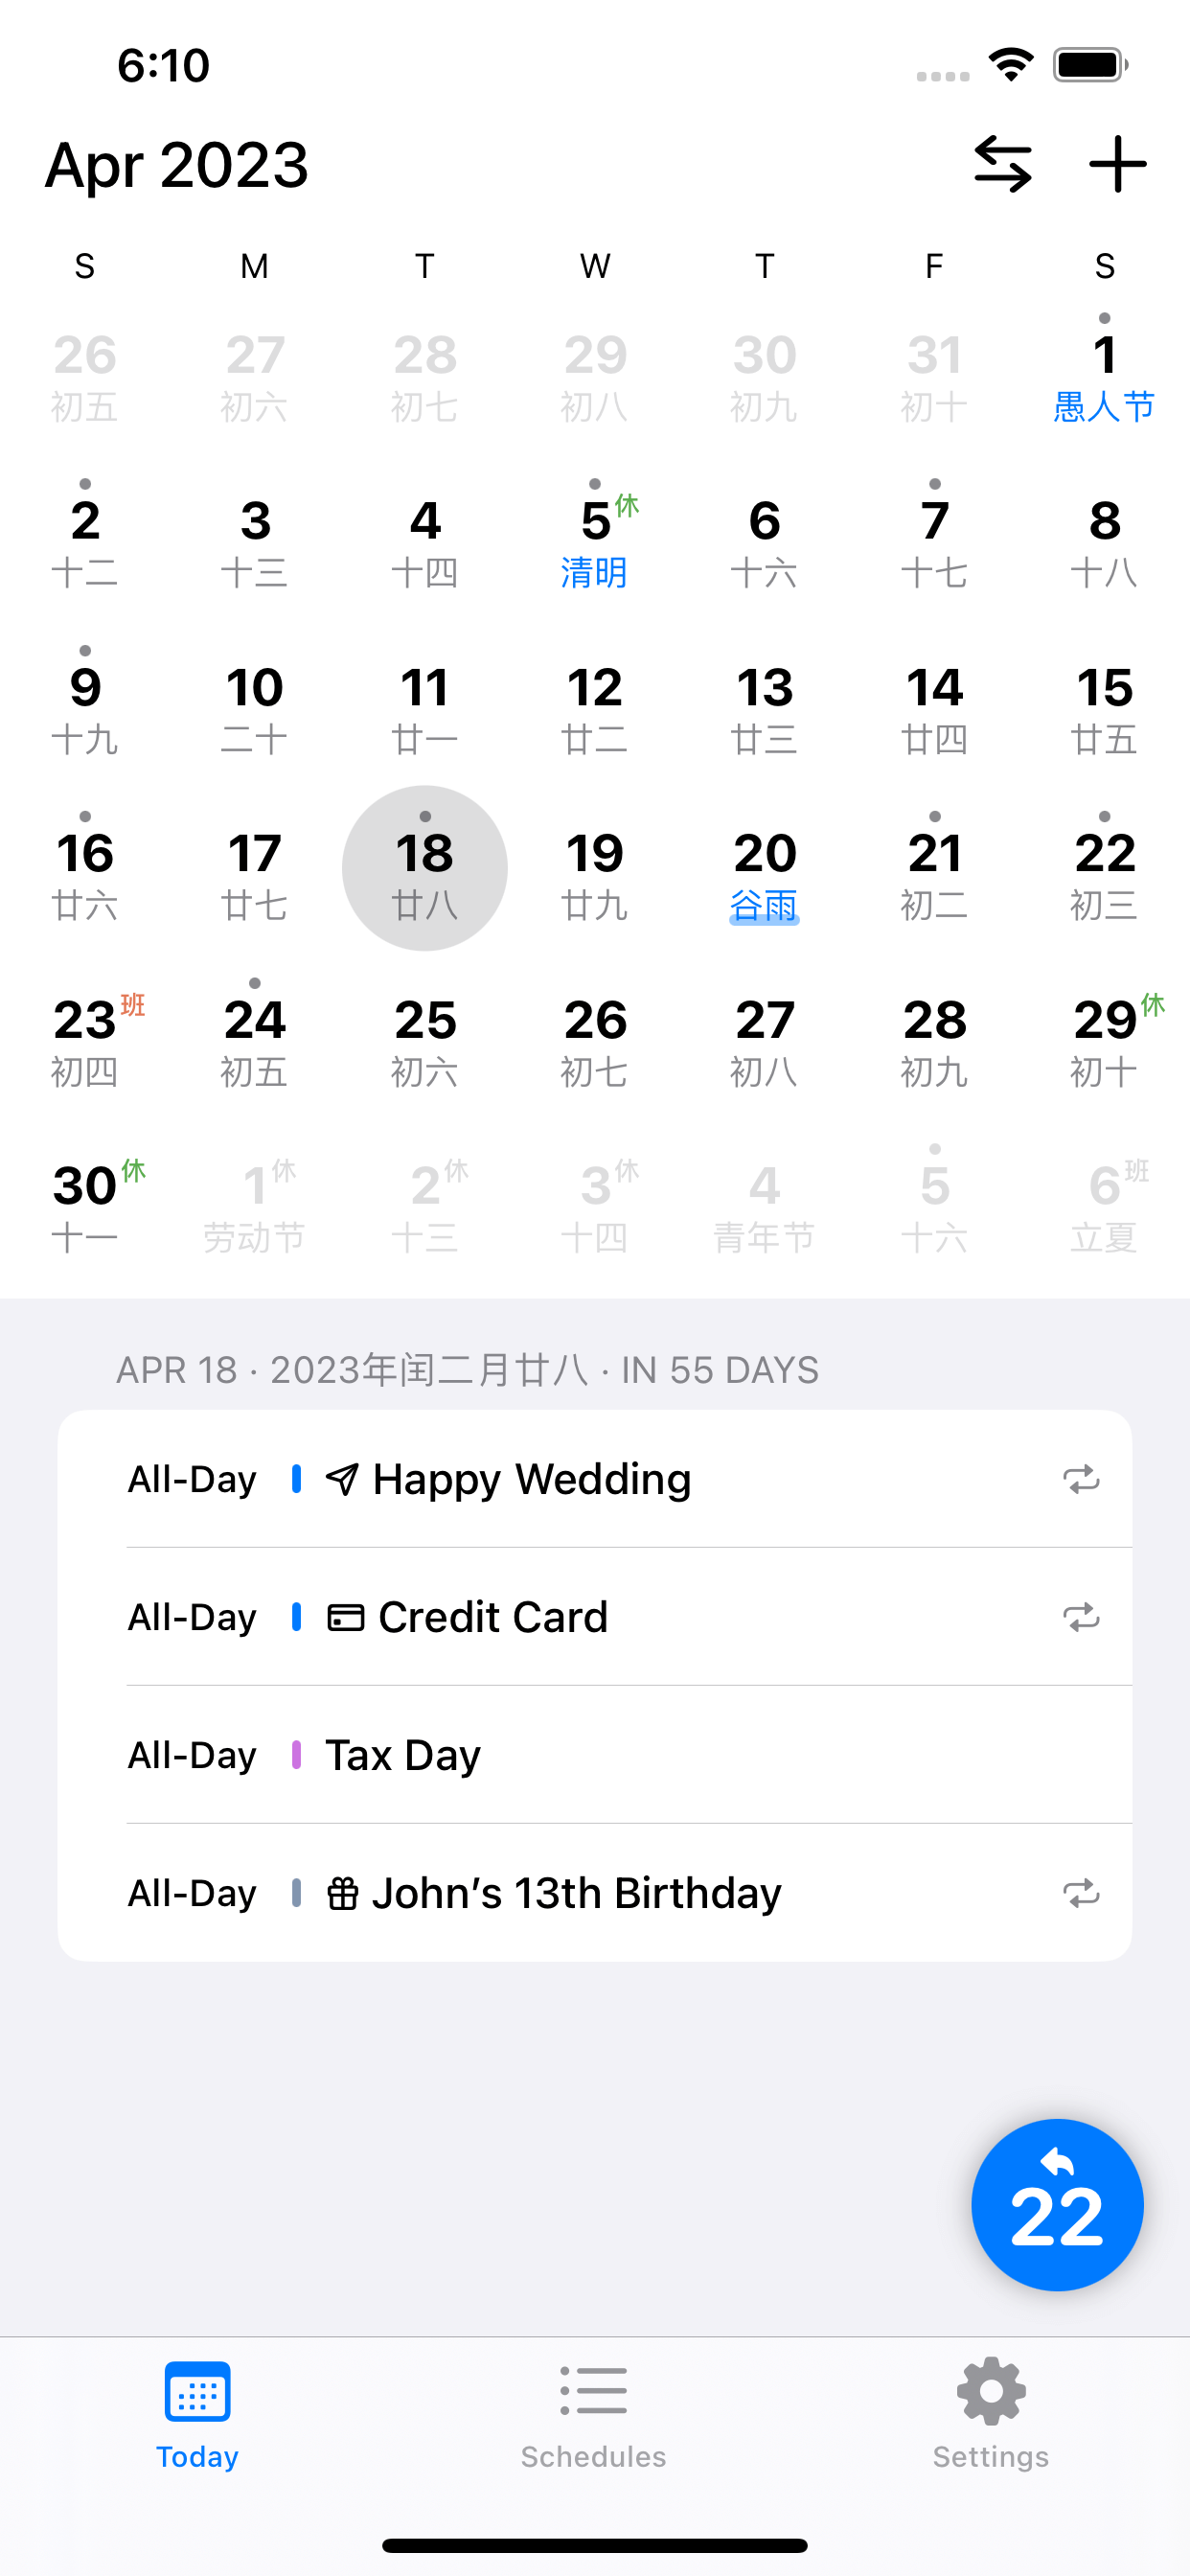 6:10
Apr 2023
S M T W T F S
26 27 28 29 30 31 1
初五 初六 初七 初八 初九 初十 愚人节
2 3 4 5 休 6 7 8
十二 十三 十四 清明 十六 十七 十八
9 10 11 12 13 14 15
十九 二十 廿一 廿二 廿三 廿四 廿五
16 17 18 19 20 21 22
廿六 廿七 廿八 廿九 谷雨 初二 初三
23 班 24 25 26 27 28 29 休
初四 初五 初六 初七 初八 初九 初十
30 休 1 休 2 休 3 休 4 5 6 班
十一 劳动节 十三 十四 青年节 十六 立夏
APR 18 · 2023年闰二月廿八 · IN 55 DAYS
All-Day Happy Wedding
All-Day Credit Card
All-Day Tax Day
All-Day John’s 13th Birthday
22
Today Schedules Settings